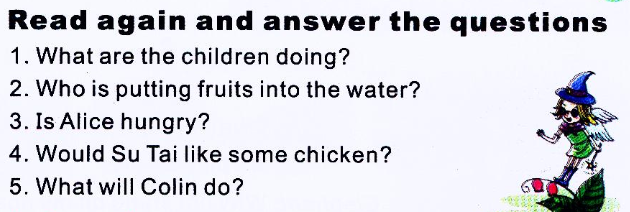 Read again and answer the questions
1. What are the children doing?
2. Who is putting fruits into the water?
3. Is Alice hungry?
4. Would Su Tai like some chicken?
5. What will Colin do?